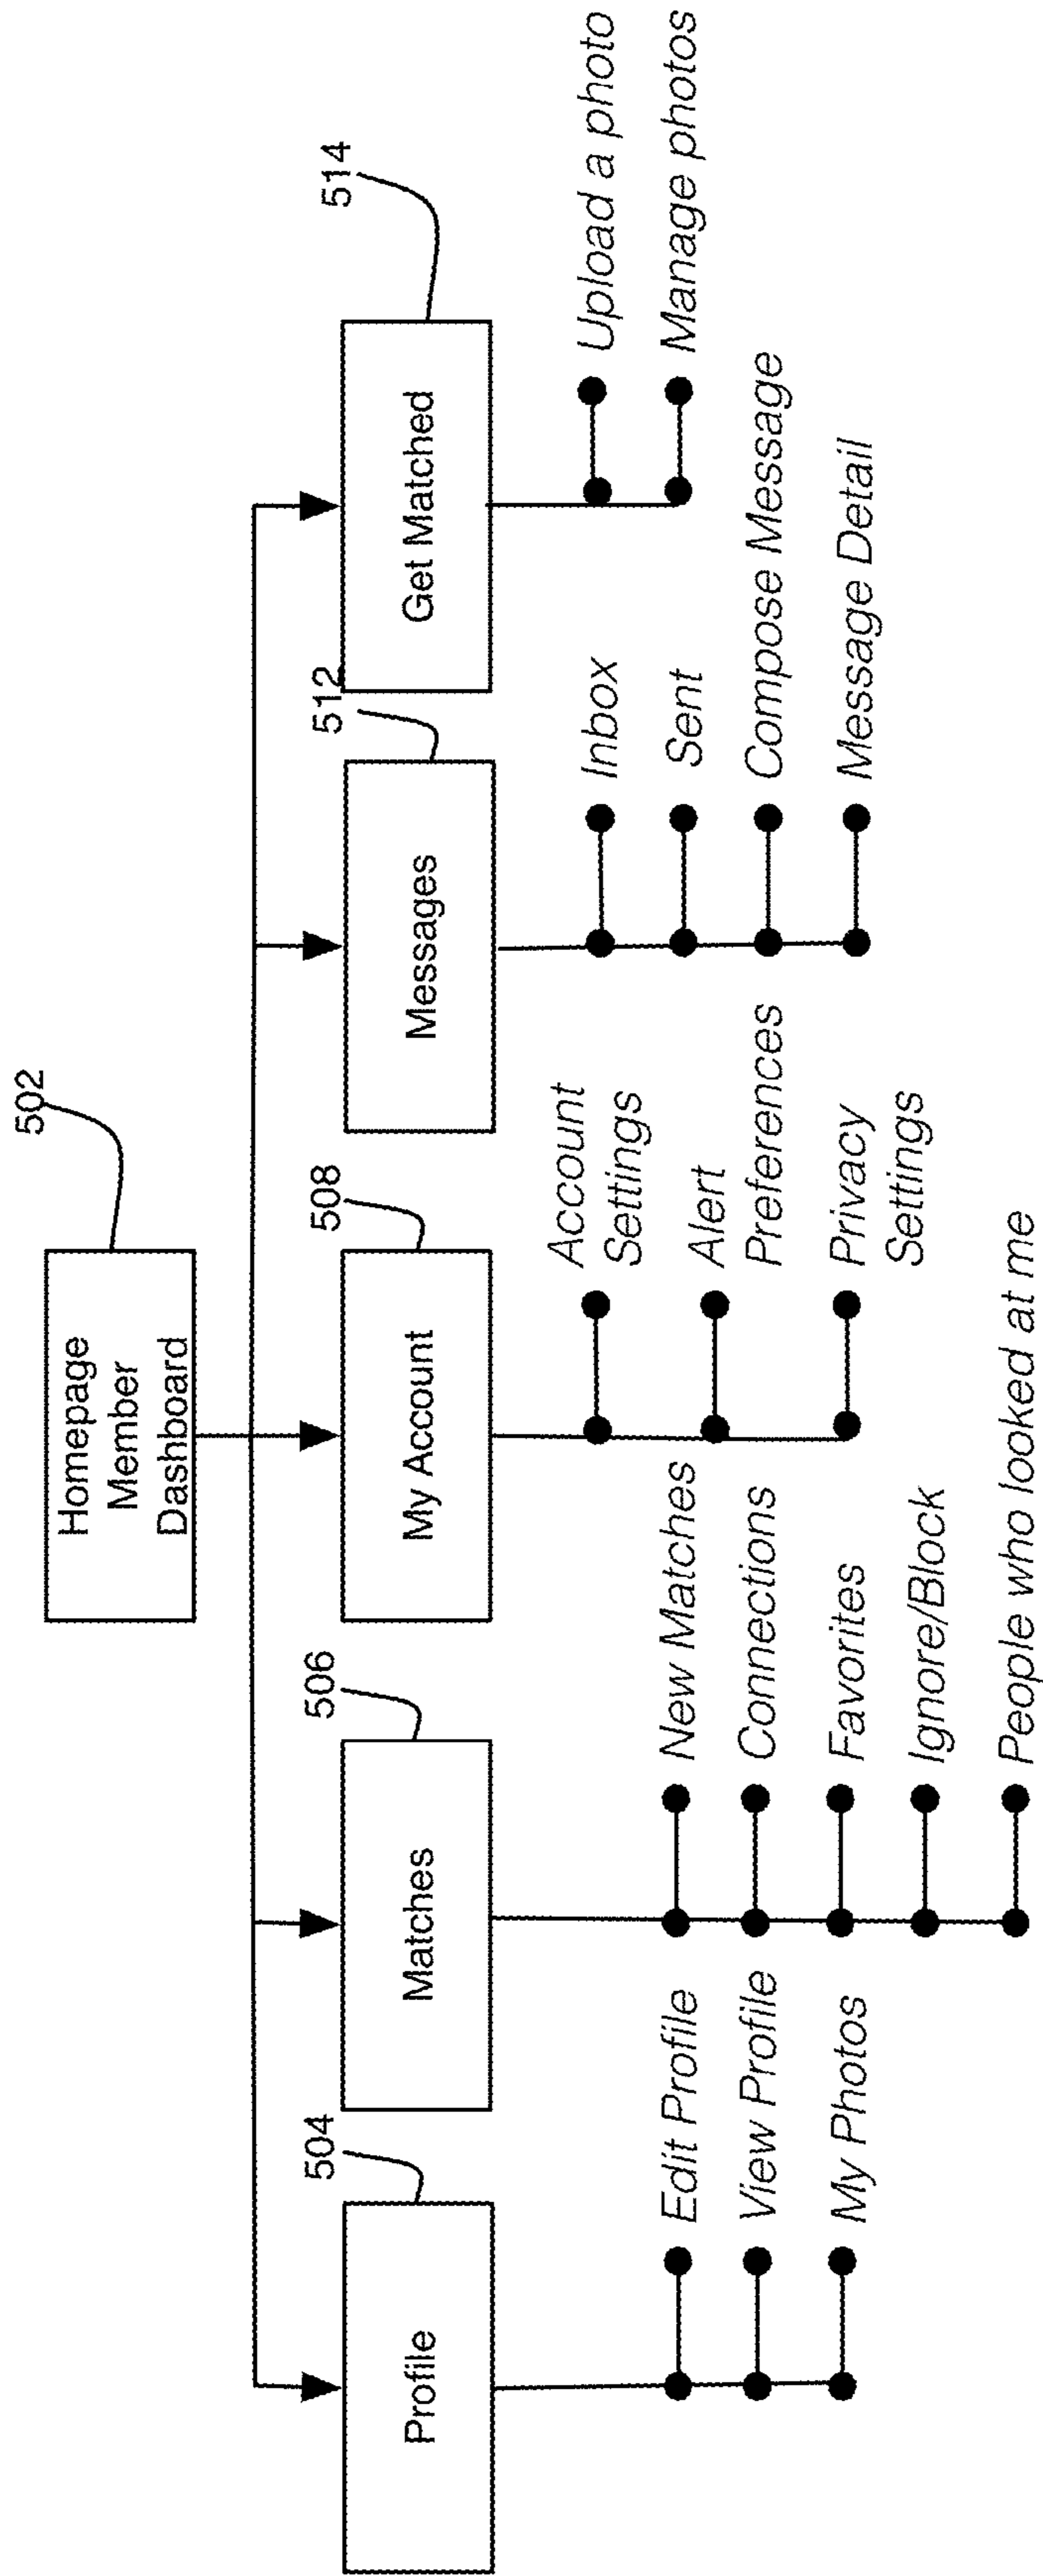 502
Homepage
Member
Dashboard
504
Profile
Edit Profile
View Profile
My Photos
506
Matches
New Matches
Connections
Favorites
Ignore/Block
People who looked at me
508
My Account
Account
Settings
Alert
Preferences
Privacy
Settings
512
Messages
Inbox
Sent
Compose Message
Message Detail
514
Get Matched
Upload a photo
Manage photos